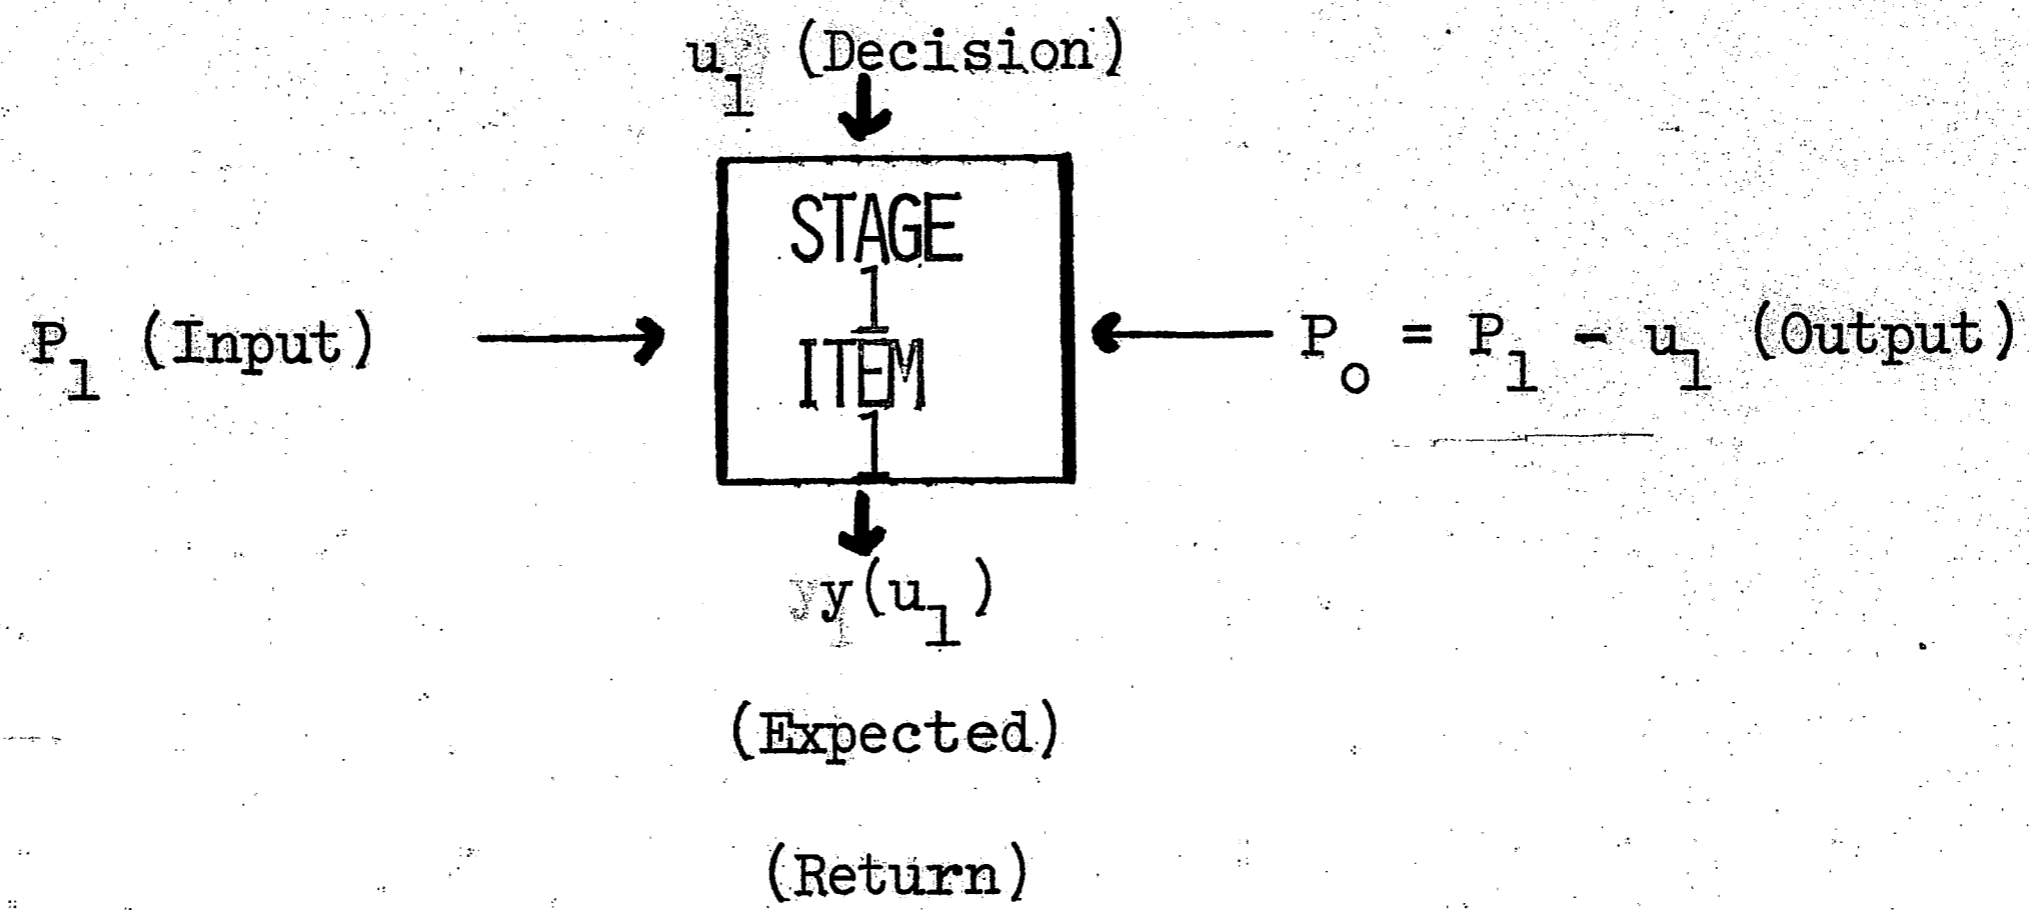 u₁ (Decision)
STAGE
1
P₁ (Input)
ITEM
1
P₀ = P₁ - u₁ (Output)
y(u₁)
(Expected)
(Return)